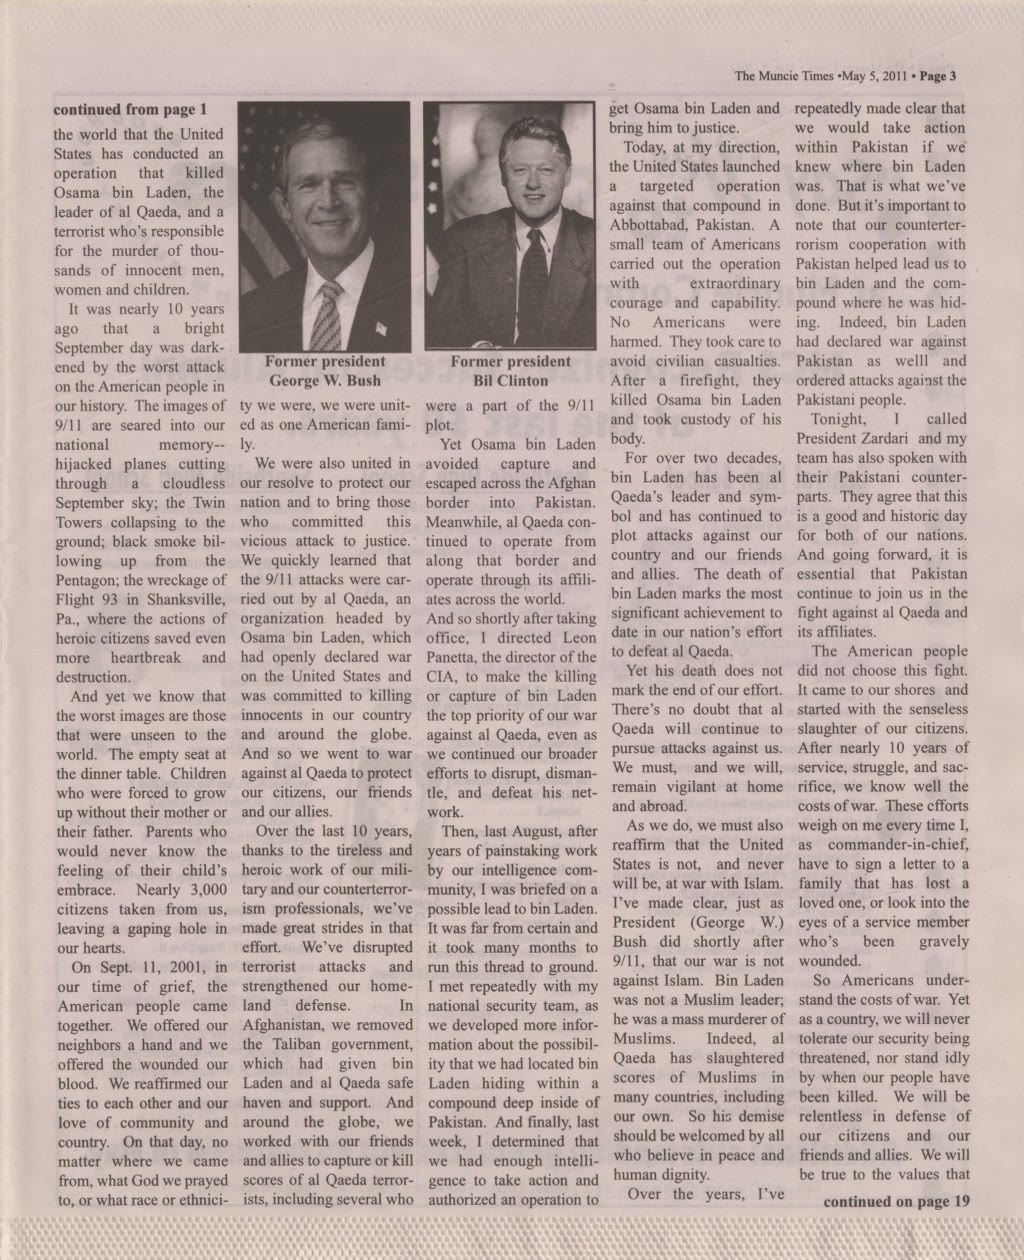 The Muncie Times •May 5, 2011 • Page 3
continued from page 1
the world that the United
States has conducted an
operation that killed
Osama bin Laden, the
leader of al Qaeda, and a
terrorist who's responsible
for the murder of thou-
sands of innocent men,
women and children.
It was nearly 10 years
ago that a bright
September day was dark-
ened by the worst attack
on the American people in
our history. The images of
9/11 are seared into our
national memory--
hijacked planes cutting
through a cloudless
September sky; the Twin
Towers collapsing to the
ground; black smoke bil-
lowing up from the
Pentagon; the wreckage of
Flight 93 in Shanksville,
Pa., where the actions of
heroic citizens saved even
more heartbreak and
destruction.
And yet we know that
the worst images are those
that were unseen to the
world. The empty seat at
the dinner table. Children
who were forced to grow
up without their mother or
their father. Parents who
would never know the
feeling of their child's
embrace. Nearly 3,000
citizens taken from us,
leaving a gaping hole in
our hearts.
On Sept. 11, 2001, in
our time of grief, the
American people came
together. We offered our
neighbors a hand and we
offered the wounded our
blood. We reaffirmed our
ties to each other and our
love of community and
country. On that day, no
matter where we came
from, what God we prayed
to, or what race or ethnici-
Former president
George W. Bush
ty we were, we were unit-
ed as one American fami-
ly.
We were also united in
our resolve to protect our
nation and to bring those
who committed this
vicious attack to justice.
We quickly learned that
the 9/11 attacks were car-
ried out by al Qaeda, an
organization headed by
Osama bin Laden, which
had openly declared war
on the United States and
was committed to killing
innocents in our country
and around the globe.
And so we went to war
against al Qaeda to protect
our citizens, our friends
and our allies.
Over the last 10 years,
thanks to the tireless and
heroic work of our mili-
tary and our counterterror-
ism professionals, we've
made great strides in that
effort. We've disrupted
terrorist attacks and
strengthened our home-
land defense. In
Afghanistan, we removed
the Taliban government,
which had given bin
Laden and al Qaeda safe
haven and support. And
around the globe, we
worked with our friends
and allies to capture or kill
scores of al Qaeda terror-
ists, including several who
Former president
Bil Clinton
were a part of the 9/11
plot.
Yet Osama bin Laden
avoided capture and
escaped across the Afghan
border into Pakistan.
Meanwhile, al Qaeda con-
tinued to operate from
along that border and
operate through its affili-
ates across the world.
And so shortly after taking
office, I directed Leon
Panetta, the director of the
CIA, to make the killing
or capture of bin Laden
the top priority of our war
against al Qaeda, even as
we continued our broader
efforts to disrupt, disman-
tle, and defeat his net-
work.
Then, last August, after
years of painstaking work
by our intelligence com-
munity, I was briefed on a
possible lead to bin Laden.
It was far from certain and
it took many months to
run this thread to ground.
I met repeatedly with my
national security team, as
we developed more infor-
mation about the possibil-
ity that we had located bin
Laden hiding within a
compound deep inside of
Pakistan. And finally, last
week, I determined that
we had enough intelli-
gence to take action and
authorized an operation to
get Osama bin Laden and
bring him to justice.
Today, at my direction,
the United States launched
a targeted operation
against that compound in
Abbottabad, Pakistan. A
small team of Americans
carried out the operation
with extraordinary
courage and capability.
No Americans were
harmed. They took care to
avoid civilian casualties.
After a firefight, they
killed Osama bin Laden
and took custody of his
body.
For over two decades,
bin Laden has been al
Qaeda's leader and sym-
bol and has continued to
plot attacks against our
country and our friends
and allies. The death of
bin Laden marks the most
significant achievement to
date in our nation's effort
to defeat al Qaeda.
Yet his death does not
mark the end of our effort.
There's no doubt that al
Qaeda will continue to
pursue attacks against us.
We must, and we will,
remain vigilant at home
and abroad.
As we do, we must also
reaffirm that the United
States is not, and never
will be, at war with Islam.
I've made clear, just as
President (George W.)
Bush did shortly after
9/11, that our war is not
against Islam. Bin Laden
was not a Muslim leader;
he was a mass murderer of
Muslims. Indeed, al
Qaeda has slaughtered
scores of Muslims in
many countries, including
our own. So his demise
should be welcomed by all
who believe in peace and
human dignity.
Over the years, I've
repeatedly made clear that
we would take action
within Pakistan if we
knew where bin Laden
was. That is what we've
done. But it's important to
note that our counterter-
rorism cooperation with
Pakistan helped lead us to
bin Laden and the com-
pound where he was hid-
ing. Indeed, bin Laden
had declared war against
Pakistan as welll and
ordered attacks against the
Pakistani people.
Tonight, I called
President Zardari and my
team has also spoken with
their Pakistani counter-
parts. They agree that this
is a good and historic day
for both of our nations.
And going forward, it is
essential that Pakistan
continue to join us in the
fight against al Qaeda and
its affiliates.
The American people
did not choose this fight.
It came to our shores and
started with the senseless
slaughter of our citizens.
After nearly 10 years of
service, struggle, and sac-
rifice, we know well the
costs of war. These efforts
weigh on me every time I,
as commander-in-chief,
have to sign a letter to a
family that has lost a
loved one, or look into the
eyes of a service member
who's been gravely
wounded.
So Americans under-
stand the costs of war. Yet
as a country, we will never
tolerate our security being
threatened, nor stand idly
by when our people have
been killed. We will be
relentless in defense of
our citizens and our
friends and allies. We will
be true to the values that
continued on page 19